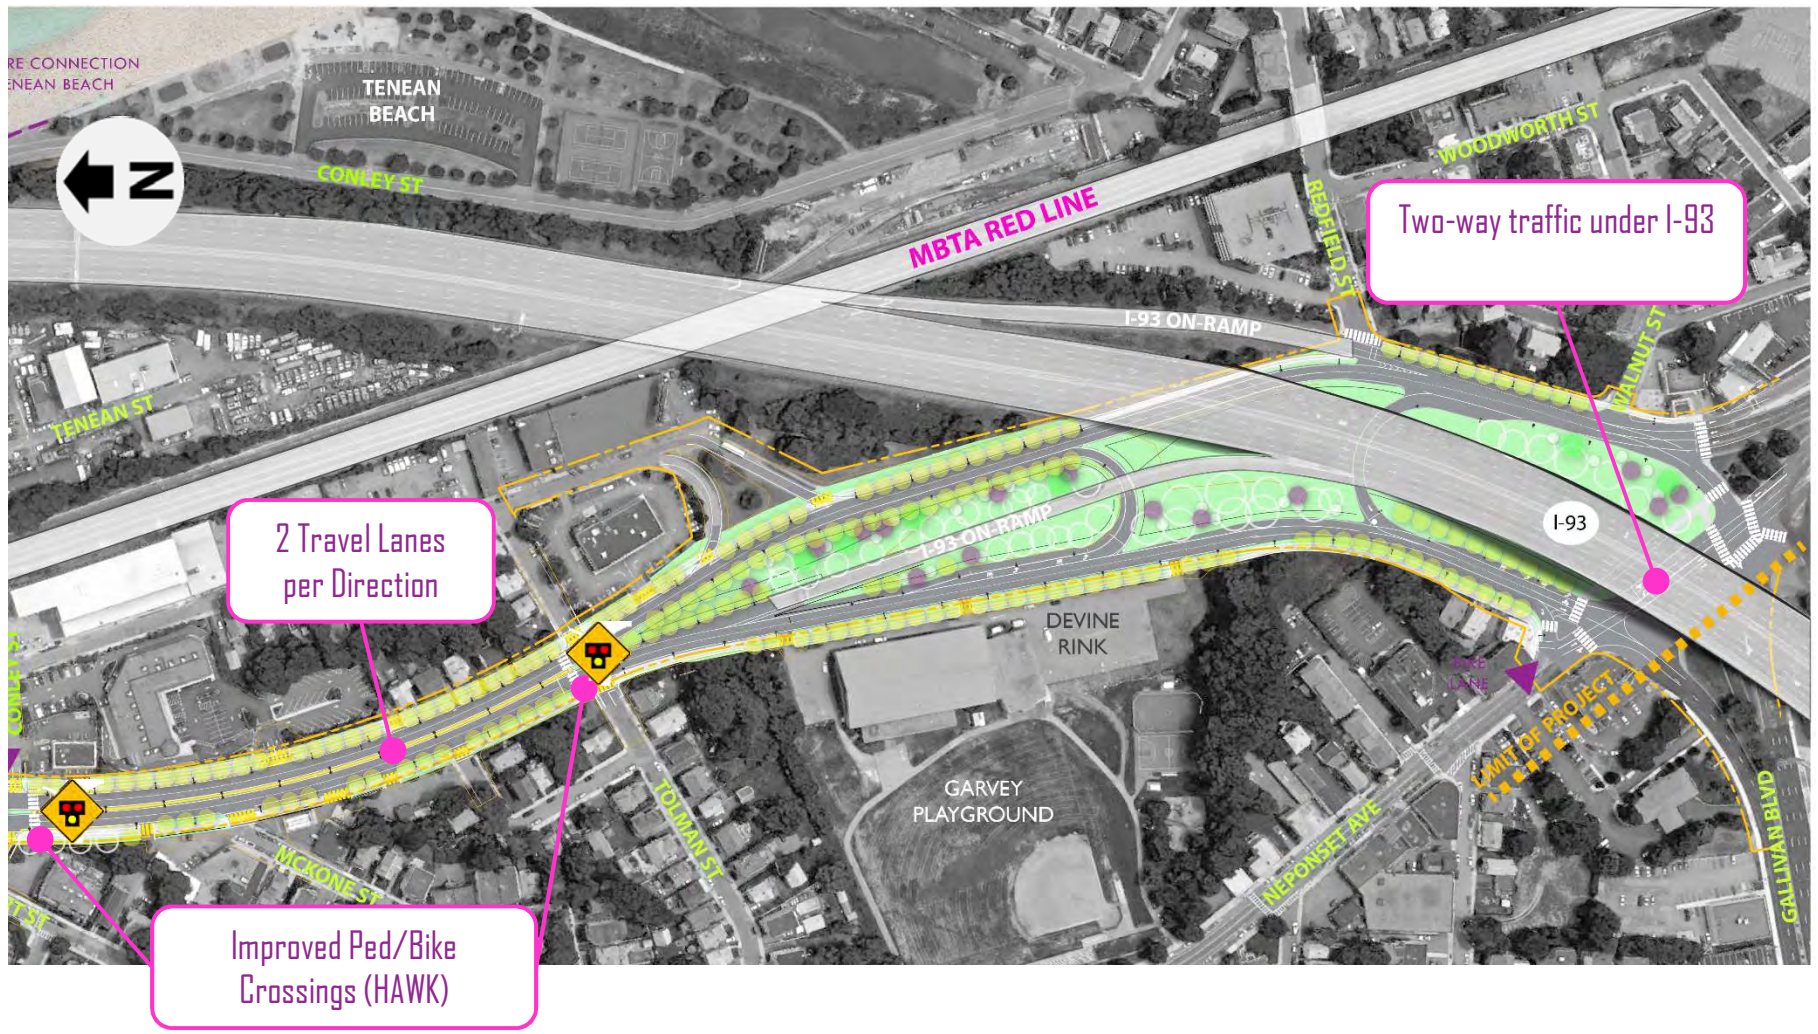 RE CONNECTION
ENEAN BEACH
TENEAN
BEACH
N
CONLEY ST
MBTA RED LINE
REDFIELD ST
WOODWORTH ST
Two-way traffic under I-93
I-93 ON-RAMP
WALNUT ST
TENEAN ST
2 Travel Lanes
per Direction
I-93 ON-RAMP
I-93
CONLEY ST
DEVINE
RINK
BIKE
LANE
LIMIT OF PROJECT
GARVEY
PLAYGROUND
TOLMAN ST
MCKONE ST
NEPONSET AVE
GALLIVAN BLVD
ST
Improved Ped/Bike
Crossings (HAWK)